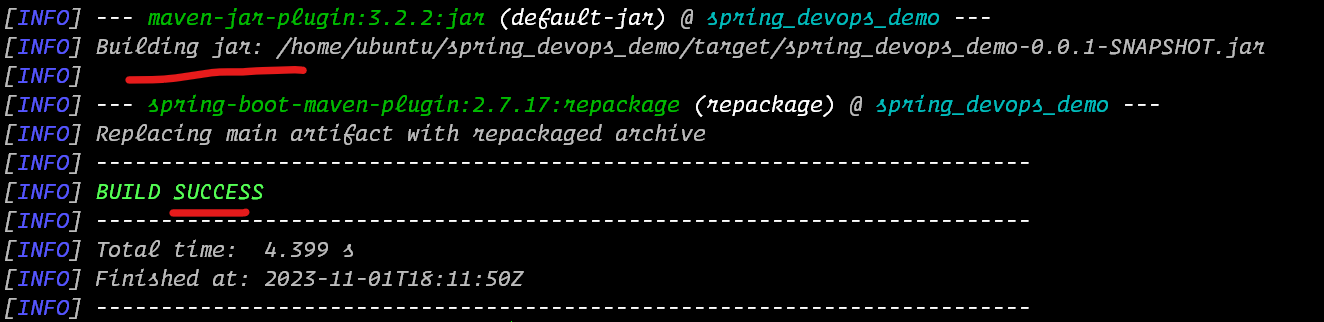 [INFO] --- maven-jar-plugin:3.2.2:jar (default-jar) @ spring_devops_demo ---
[INFO] Building jar: /home/ubuntu/spring_devops_demo/target/spring_devops_demo-0.0.1-SNAPSHOT.jar
[INFO]
[INFO] --- spring-boot-maven-plugin:2.7.17:repackage (repackage) @ spring_devops_demo ---
[INFO] Replacing main artifact with repackaged archive
[INFO] ------------------------------------------------------------------------
[INFO] BUILD SUCCESS
[INFO] ------------------------------------------------------------------------
[INFO] Total time:  4.399 s
[INFO] Finished at: 2023-11-01T18:11:50Z
[INFO] ------------------------------------------------------------------------